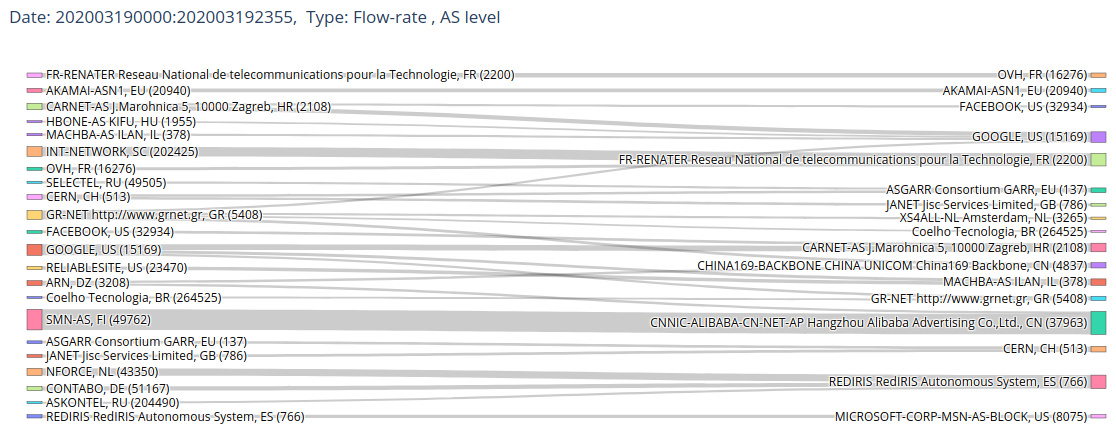 Date: 202003190000:202003192355,  Type: Flow-rate , AS level
FR-RENATER Reseau National de telecommunications pour la Technologie, FR (2200)
AKAMAI-ASN1, EU (20940)
CARNET-AS J.Marohnica 5, 10000 Zagreb, HR (2108)
HBONE-AS KIFU, HU (1955)
MACHBA-AS ILAN, IL (378)
INT-NETWORK, SC (202425)
OVH, FR (16276)
SELECTEL, RU (49505)
CERN, CH (513)
GR-NET http://www.grnet.gr, GR (5408)
FACEBOOK, US (32934)
GOOGLE, US (15169)
RELIABLESITE, US (23470)
ARN, DZ (3208)
Coelho Tecnologia, BR (264525)
SMN-AS, FI (49762)
ASGARR Consortium GARR, EU (137)
JANET Jisc Services Limited, GB (786)
NFORCE, NL (43350)
CONTABO, DE (51167)
ASKONTEL, RU (204490)
REDIRIS RedIRIS Autonomous System, ES (766)
OVH, FR (16276)
AKAMAI-ASN1, EU (20940)
FACEBOOK, US (32934)
GOOGLE, US (15169)
FR-RENATER Reseau National de telecommunications pour la Technologie, FR (2200)
ASGARR Consortium GARR, EU (137)
JANET Jisc Services Limited, GB (786)
XS4ALL-NL Amsterdam, NL (3265)
Coelho Tecnologia, BR (264525)
CARNET-AS J.Marohnica 5, 10000 Zagreb, HR (2108)
CHINA169-BACKBONE CHINA UNICOM China169 Backbone, CN (4837)
MACHBA-AS ILAN, IL (378)
GR-NET http://www.grnet.gr, GR (5408)
CNNIC-ALIBABA-CN-NET-AP Hangzhou Alibaba Advertising Co.,Ltd., CN (37963)
CERN, CH (513)
REDIRIS RedIRIS Autonomous System, ES (766)
MICROSOFT-CORP-MSN-AS-BLOCK, US (8075)